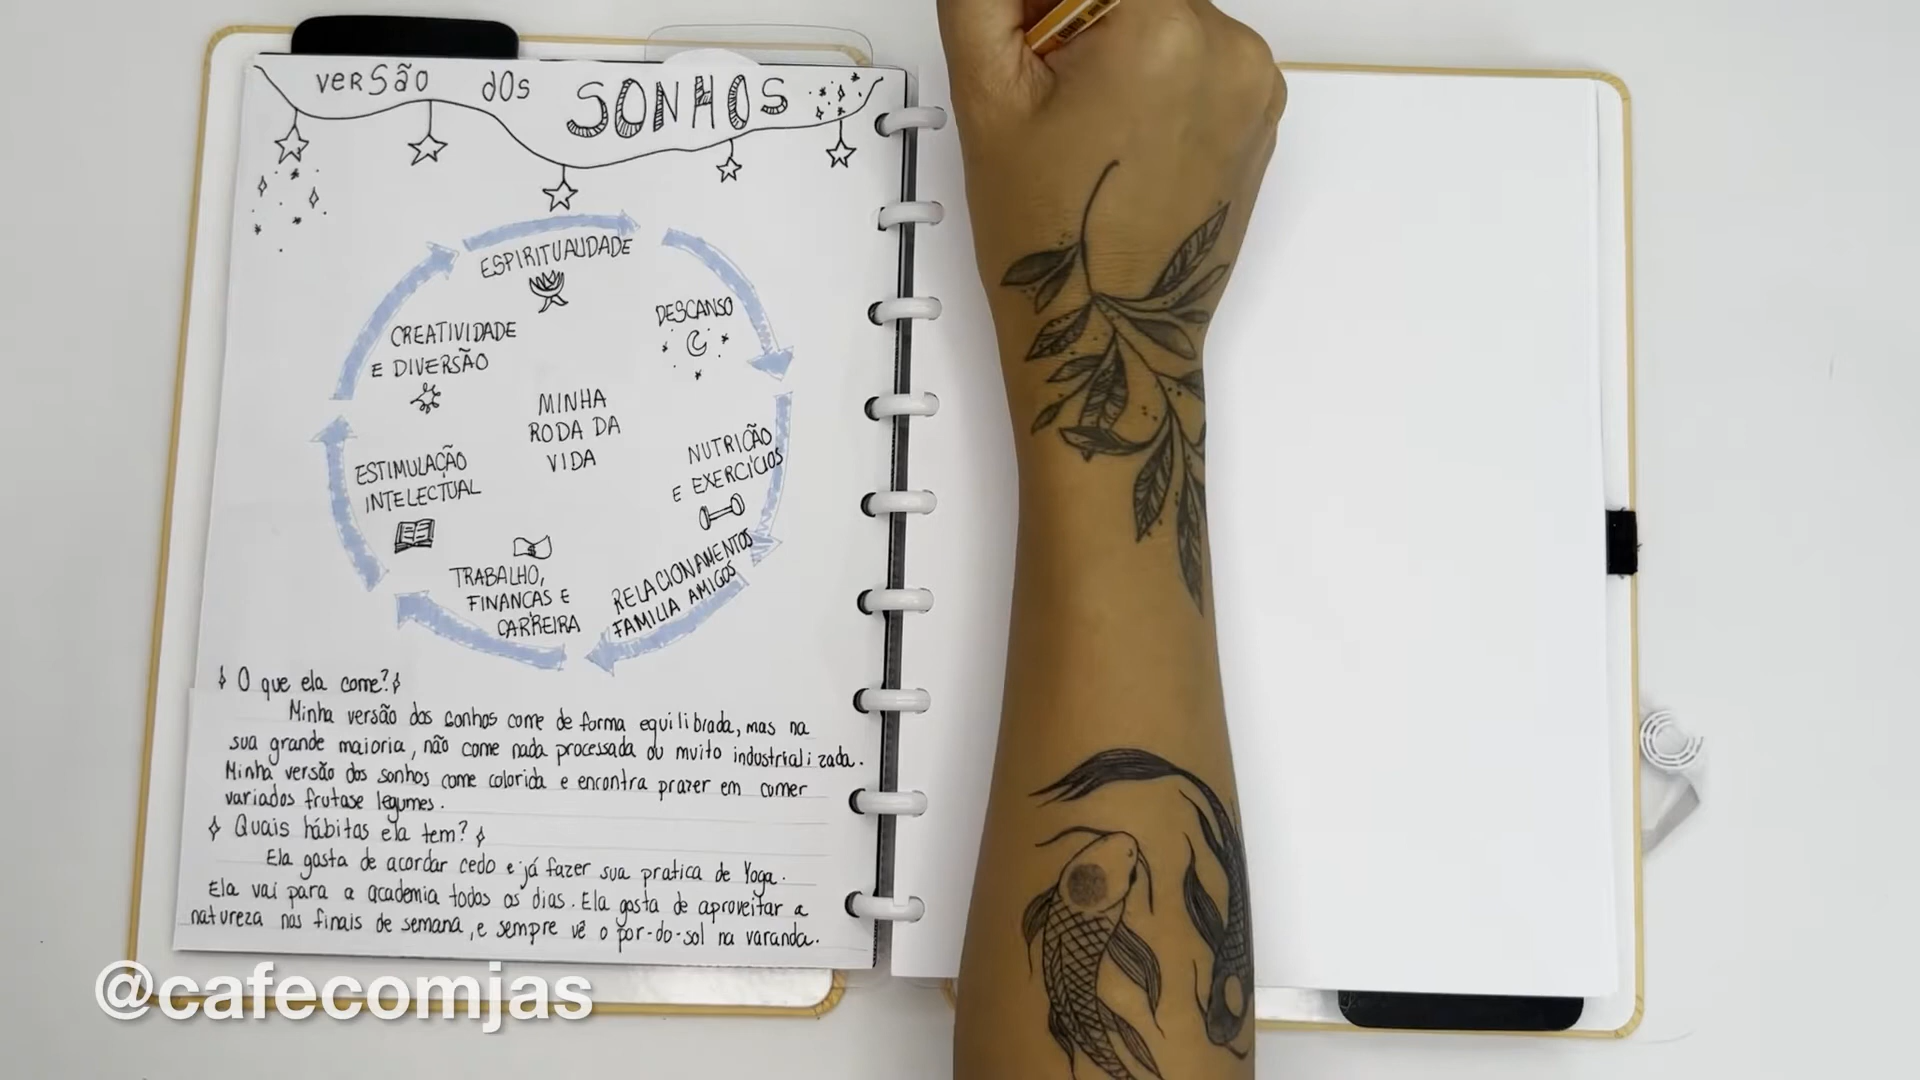 verSão dos SONHOS
ESPIRITUALIDADE
DESCANSO
CREATIVIDADE
E DIVERSÃO
MINHA
RODA DA
VIDA
NUTRIÇÃO
E EXERCÍCIOS
ESTIMULAÇÃO
INTELECTUAL
TRABALHO,
FINANÇAS E
CARREIRA
RELACIONAMENTOS
FAMILIA AMIGOS
O que ela come?
Minha versão dos sonhos come de forma equilibrada, mas na
sua grande maioria, não come nada processada ou muito industrializada.
Minha versão dos sonhos come colorida e encontra prazer em comer
variados frutas e legumes.
Quais hábitos ela tem?
Ela gosta de acordar cedo e já fazer sua pratica de Yoga.
Ela vai para a academia todos os dias. Ela gosta de aproveitar a
natureza nos finais de semana, e sempre vê o por-do-sol na varanda.
@cafecomjas